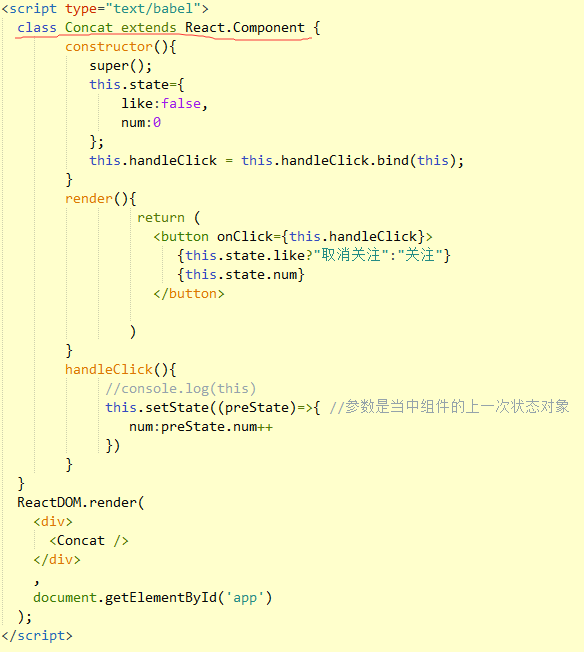 <script type="text/babel">
class Concat extends React.Component {
constructor(){
super();
this.state={
like:false,
num:0
};
this.handleClick = this.handleClick.bind(this);
}
render(){
return (
<button onClick={this.handleClick}>
{this.state.like?"取消关注":"关注"}
{this.state.num}
</button>
)
}
handleClick(){
//console.log(this)
this.setState((preState)=>{ //参数是当中组件的上一次状态对象
num:preState.num++
})
}
}
ReactDOM.render(
<div>
<Concat />
</div>
,
document.getElementById('app')
);
</script>